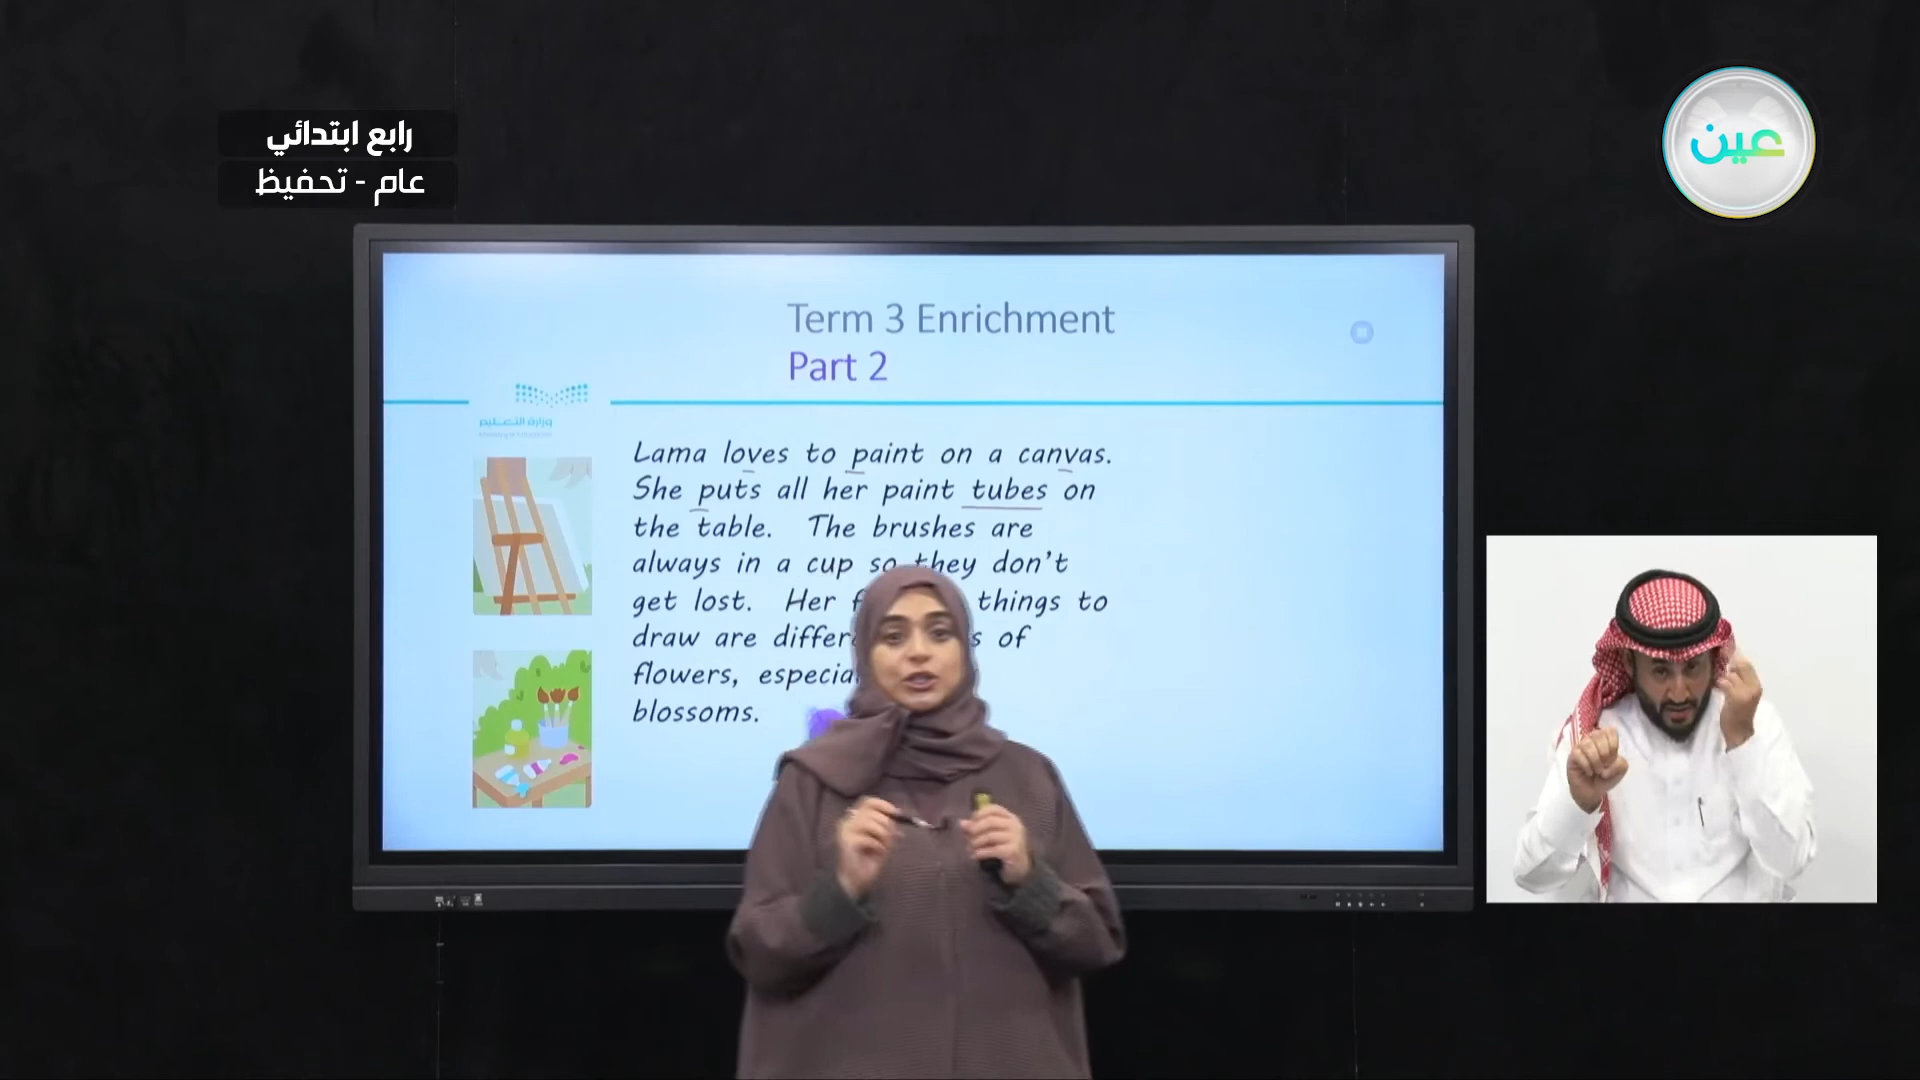 رابع ابتدائي
عام - تحفيظ
عين
Term 3 Enrichment
Part 2
وزارة التعليم
Lama loves to paint on a canvas.
She puts all her paint tubes on
the table. The brushes are
always in a cup so they don't
get lost. Her things to
draw are of
flowers,
blossoms.